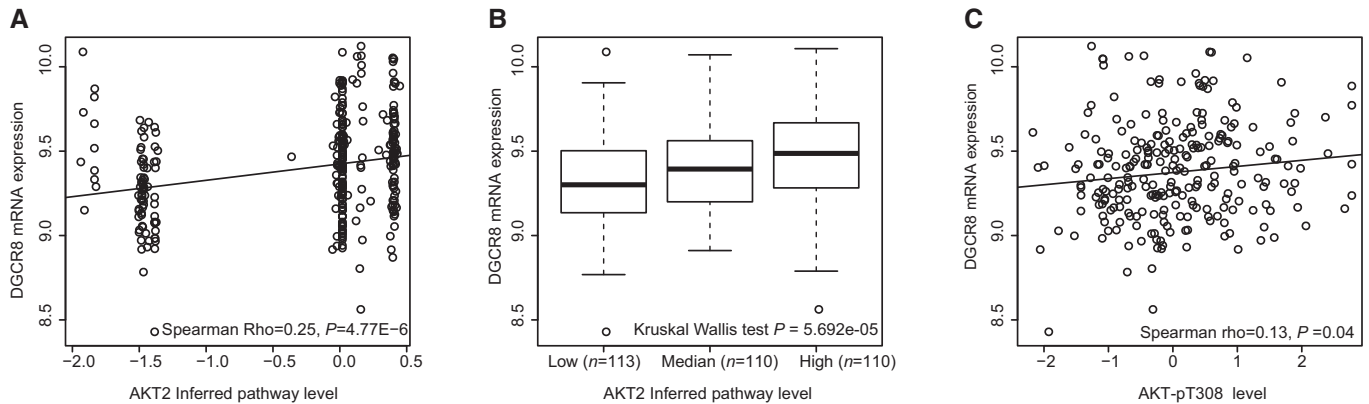 A
DGCR8 mRNA expression
10.0
9.5
9.0
8.5
Spearman Rho=0.25, P=4.77E−6
−2.0 −1.5 −1.0 −0.5 0.0 0.5
AKT2 Inferred pathway level
B
DGCR8 mRNA expression
10.0
9.5
9.0
8.5
Kruskal Wallis test P = 5.692e-05
Low (n=113) Median (n=110) High (n=110)
AKT2 Inferred pathway level
C
DGCR8 mRNA expression
10.0
9.5
9.0
8.5
Spearman rho=0.13, P =0.04
−2 −1 0 1 2
AKT-pT308 level